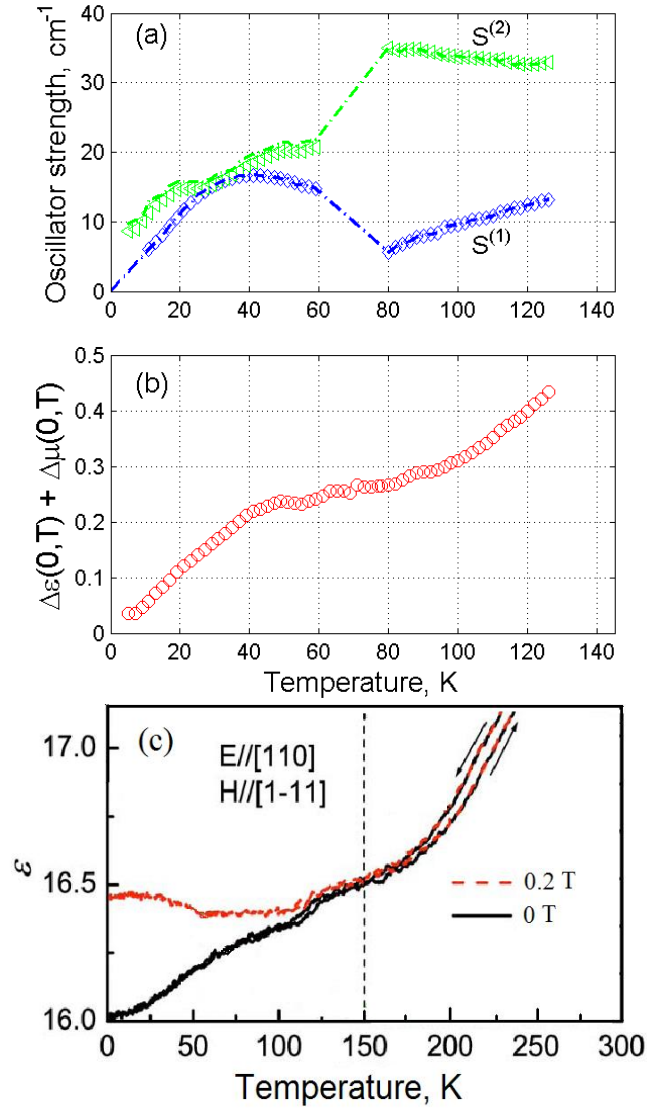 (a)
S(2)
S(1)
Oscillator strength, cm-1
40
30
20
10
0
0 20 40 60 80 100 120 140
(b)
Δε(0,T) + Δμ(0,T)
0.5
0.4
0.3
0.2
0.1
0
0 20 40 60 80 100 120 140
Temperature, K
(c)
E//[110]
H//[1-11]
ε
17.0
16.5
16.0
0.2 T
0 T
0 50 100 150 200 250 300
Temperature, K